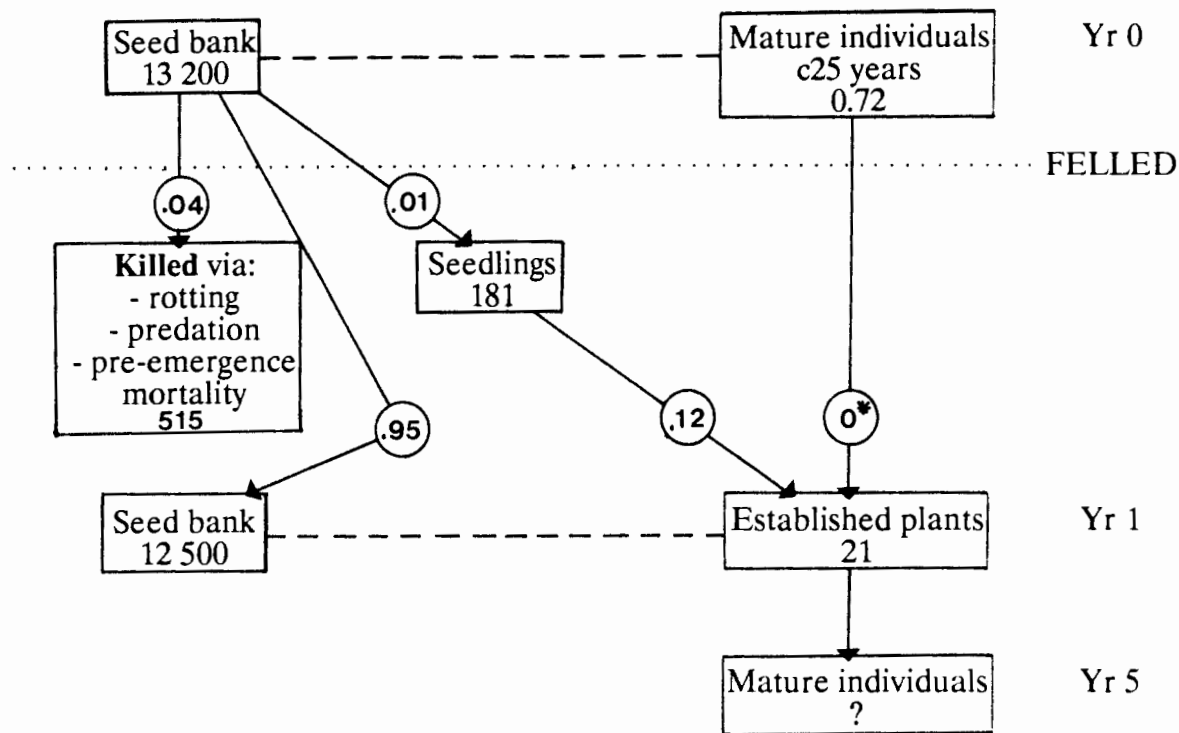 Seed bank
13 200
Mature individuals
c25 years
0.72
Yr 0
FELLED
.04
.01
Killed via:
- rotting
- predation
- pre-emergence
mortality
515
Seedlings
181
.95
.12
0*
Seed bank
12 500
Established plants
21
Yr 1
Mature individuals
?
Yr 5